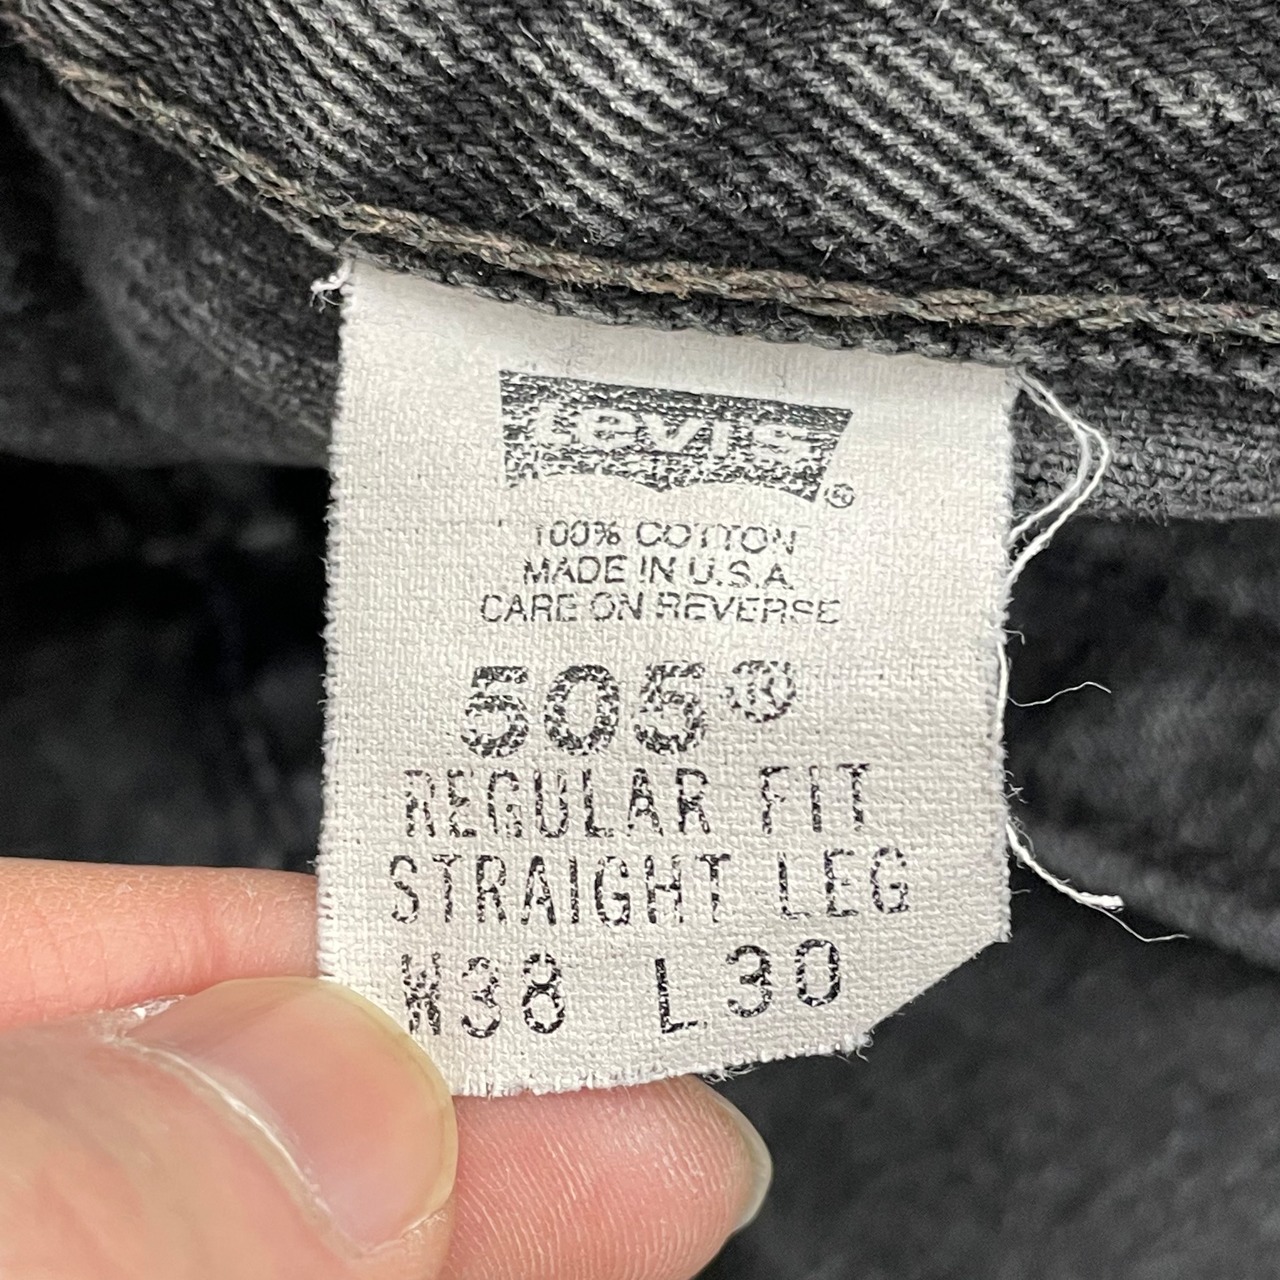 Levi's ®
100% COTTON
MADE IN U.S.A.
CARE ON REVERSE
505®
REGULAR FIT
STRAIGHT LEG
W38 L30